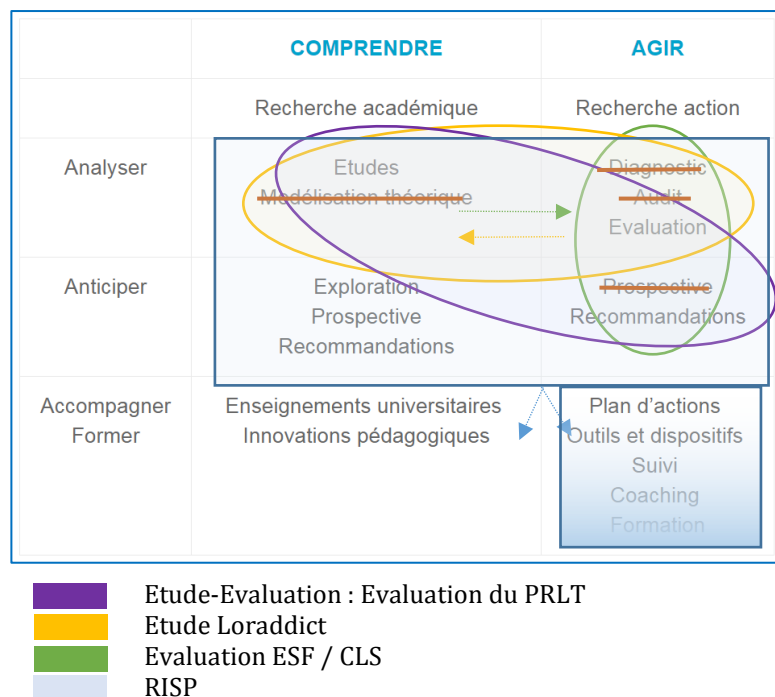 COMPRENDRE AGIR
Recherche académique Recherche action
Analyser Etudes Diagnostic
Modélisation théorique Audit
Evaluation
Anticiper Exploration Prospective
Prospective Recommandations
Recommandations
Accompagner Enseignements universitaires Plan d'actions
Former Innovations pédagogiques Outils et dispositifs
Suivi
Coaching
Formation
Etude-Evaluation : Evaluation du PRLT
Etude Loraddict
Evaluation ESF / CLS
RISP